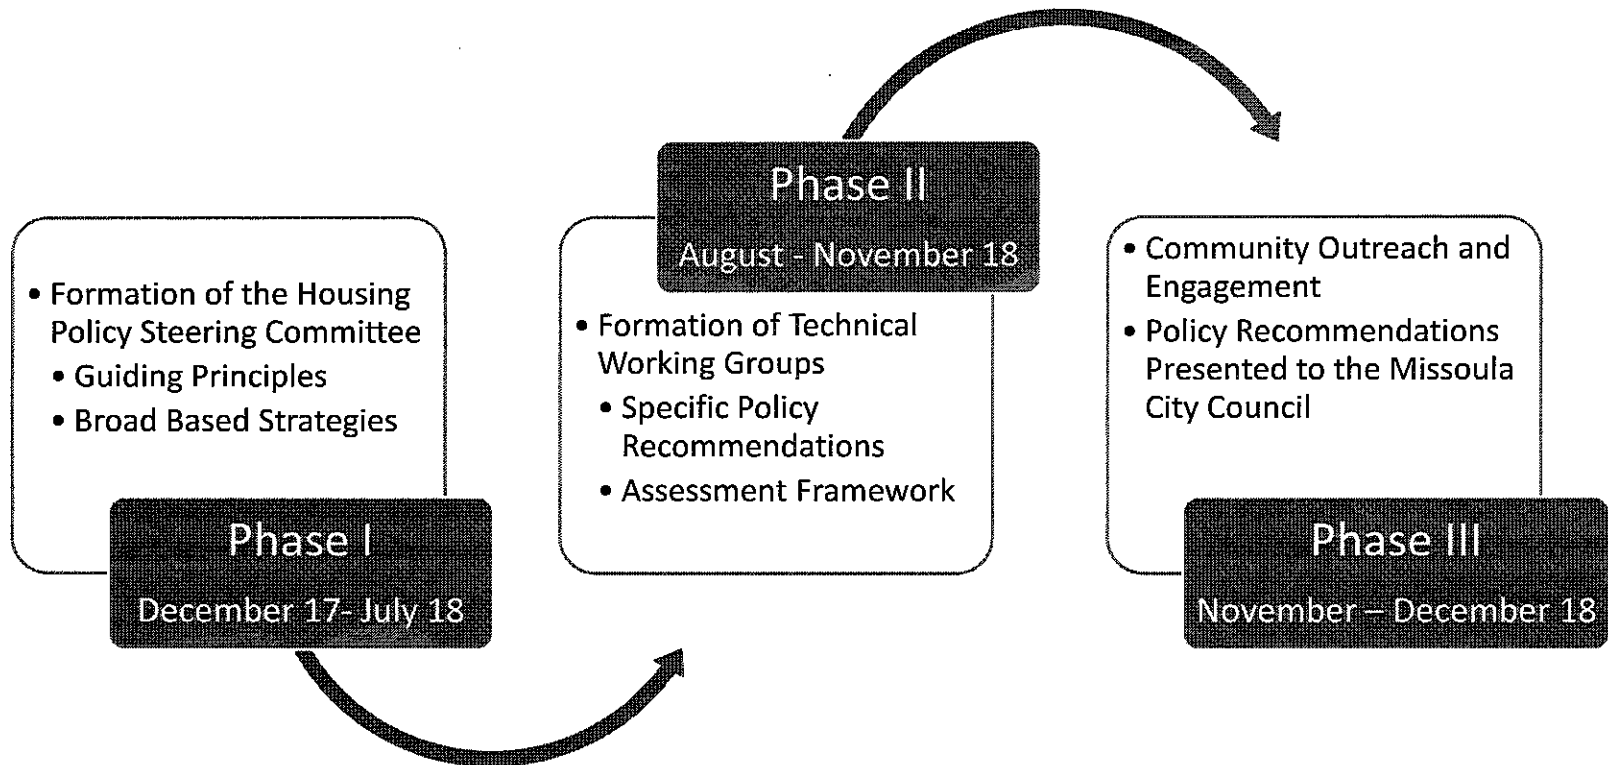 • Formation of the Housing
Policy Steering Committee
• Guiding Principles
• Broad Based Strategies
Phase I
December 17- July 18
Phase II
August - November 18
• Formation of Technical
Working Groups
• Specific Policy
Recommendations
• Assessment Framework
• Community Outreach and
Engagement
• Policy Recommendations
Presented to the Missoula
City Council
Phase III
November – December 18